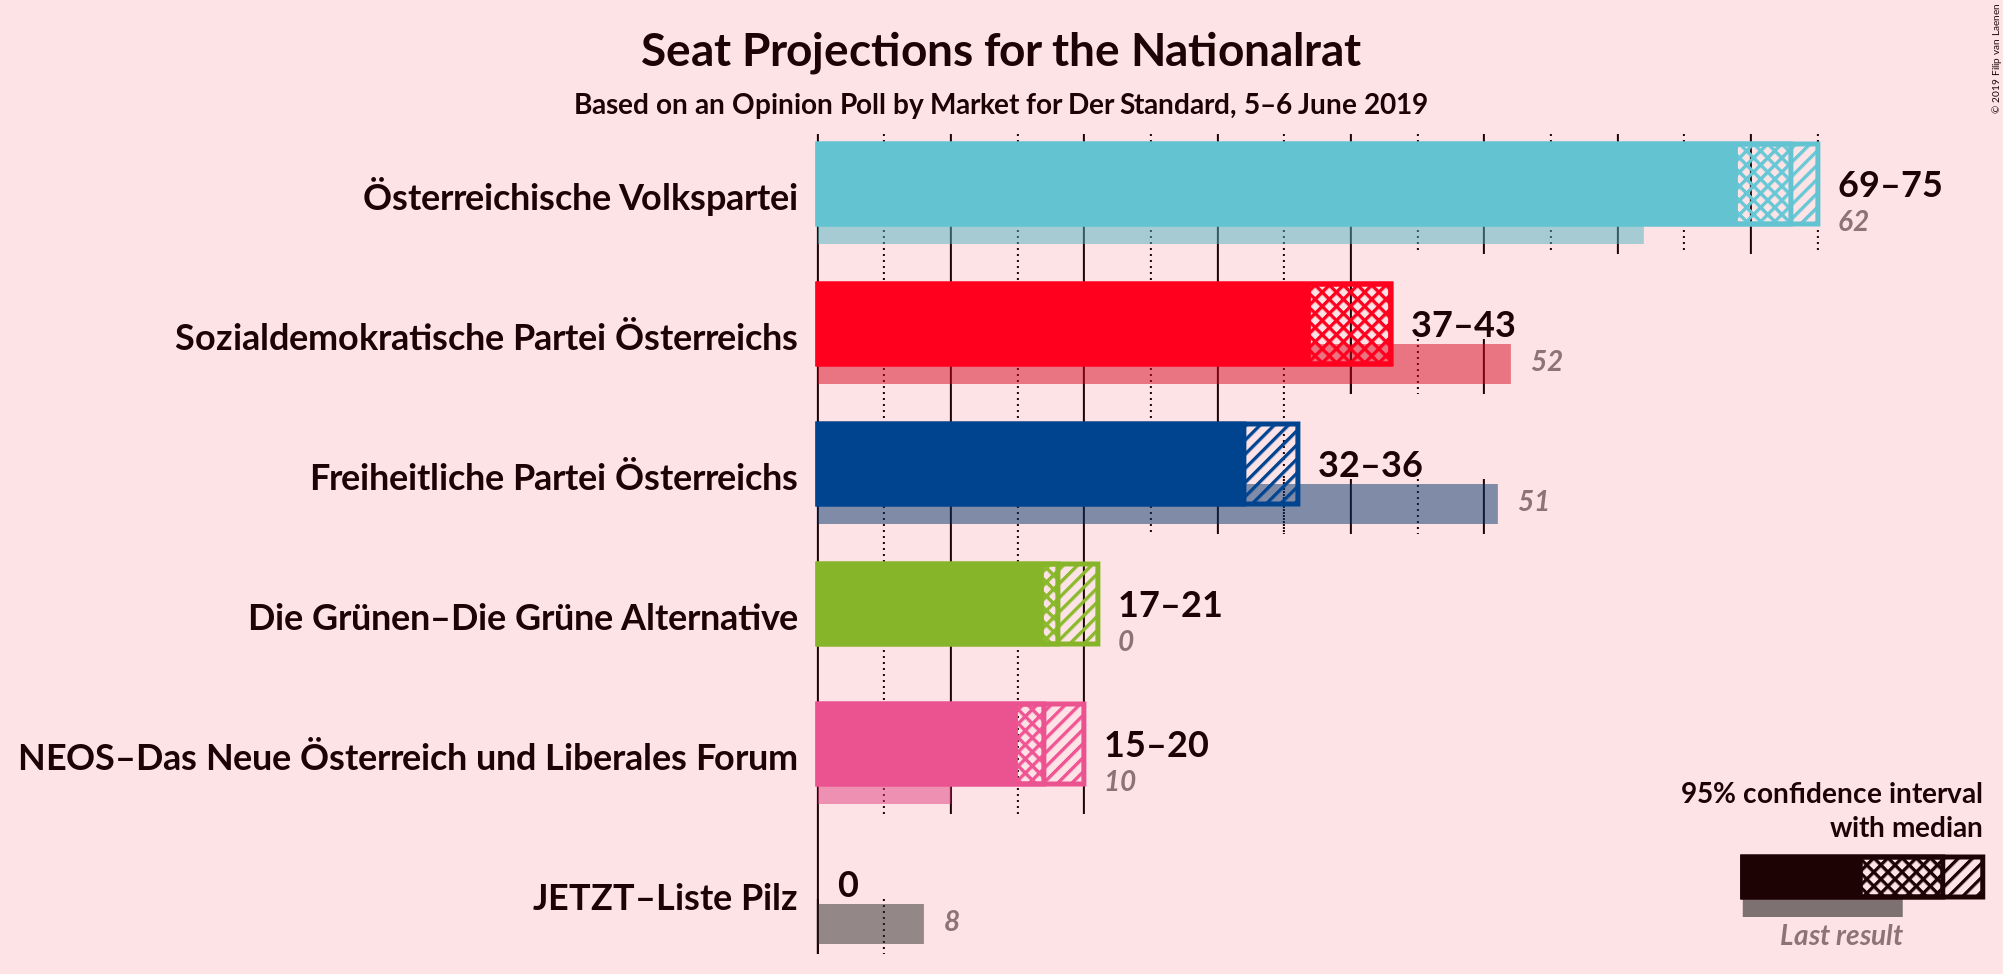 Seat Projections for the Nationalrat
Based on an Opinion Poll by Market for Der Standard, 5–6 June 2019
© 2019 Filip van Laenen
Österreichische Volkspartei
69–75
62
Sozialdemokratische Partei Österreichs
37–43
52
Freiheitliche Partei Österreichs
32–36
51
Die Grünen–Die Grüne Alternative
17–21
0
NEOS–Das Neue Österreich und Liberales Forum
15–20
10
JETZT–Liste Pilz
0
8
95% confidence interval
with median
Last result